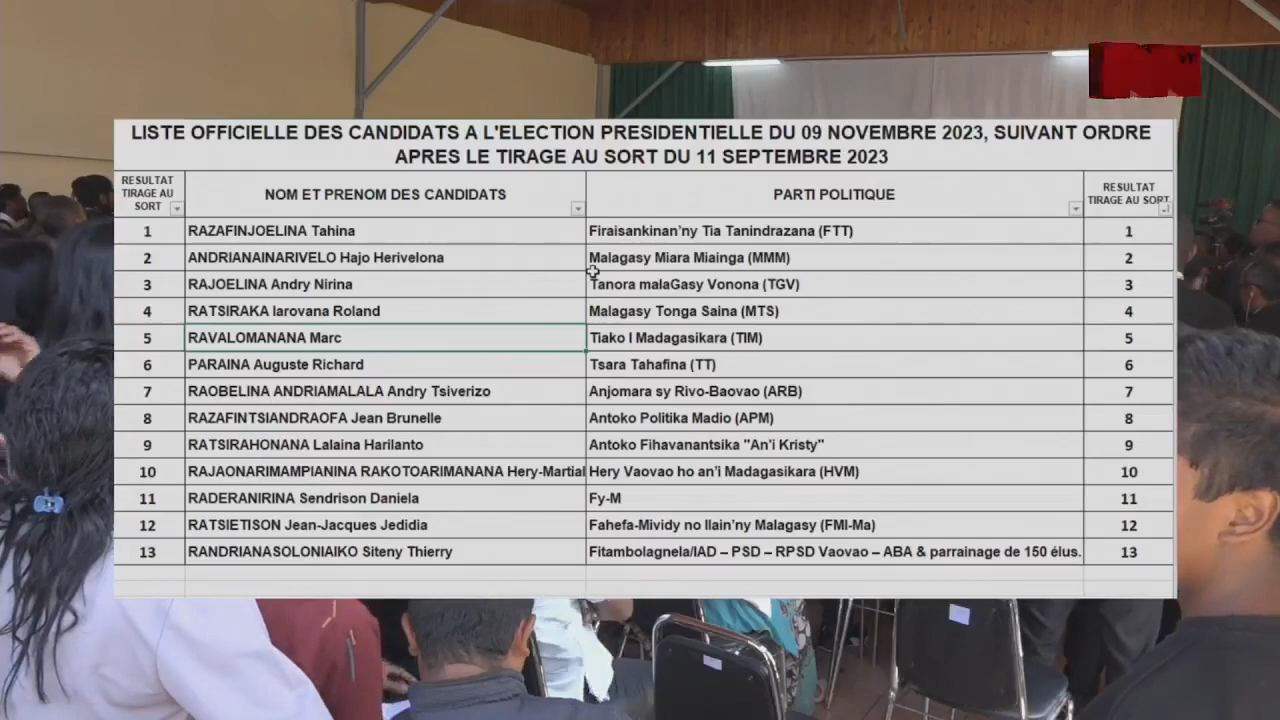 LISTE OFFICIELLE DES CANDIDATS A L'ELECTION PRESIDENTIELLE DU 09 NOVEMBRE 2023, SUIVANT ORDRE
APRES LE TIRAGE AU SORT DU 11 SEPTEMBRE 2023
RESULTAT TIRAGE AU SORT NOM ET PRENOM DES CANDIDATS PARTI POLITIQUE RESULTAT TIRAGE AU SORT
1 RAZAFINJOELINA Tahina Firaisankinan'ny Tia Tanindrazana (FTT) 1
2 ANDRIANAINARIVELO Hajo Herivelona Malagasy Miara Miainga (MMM) 2
3 RAJOELINA Andry Nirina Tanora malaGasy Vonona (TGV) 3
4 RATSIRAKA Iarovana Roland Malagasy Tonga Saina (MTS) 4
5 RAVALOMANANA Marc Tiako I Madagasikara (TIM) 5
6 PARAINA Auguste Richard Tsara Tahafina (TT) 6
7 RAOBELINA ANDRIAMALALA Andry Tsiverizo Anjomara sy Rivo-Baovao (ARB) 7
8 RAZAFINTSIANDRAOFA Jean Brunelle Antoko Politika Madio (APM) 8
9 RATSIRAHONANA Lalaina Harilanto Antoko Fihavanantsika "An'i Kristy" 9
10 RAJAONARIMAMPIANINA RAKOTOARIMANANA Hery-Martial Hery Vaovao ho an'i Madagasikara (HVM) 10
11 RADERANIRINA Sendrison Daniela Fy-M 11
12 RATSIETISON Jean-Jacques Jedidia Fahefa-Mividy no Ilain'ny Malagasy (FMI-Ma) 12
13 RANDRIANASOLONIAIKO Siteny Thierry Fitambolagnela/IAD – PSD – RPSD Vaovao – ABA & parrainage de 150 élus. 13